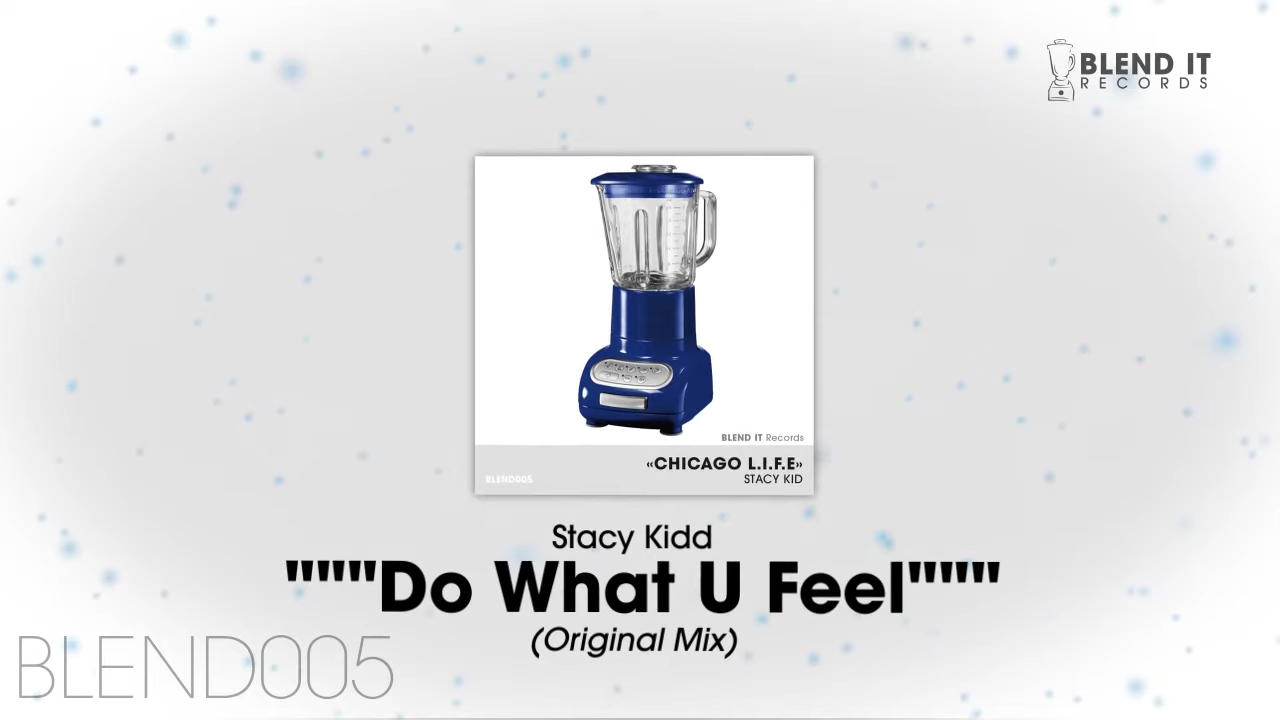 BLEND IT
RECORDS
BLEND IT Records
«CHICAGO L.I.F.E»
STACY KID
BLEND005
Stacy Kidd
""""Do What U Feel""""
(Original Mix)
BLEND005